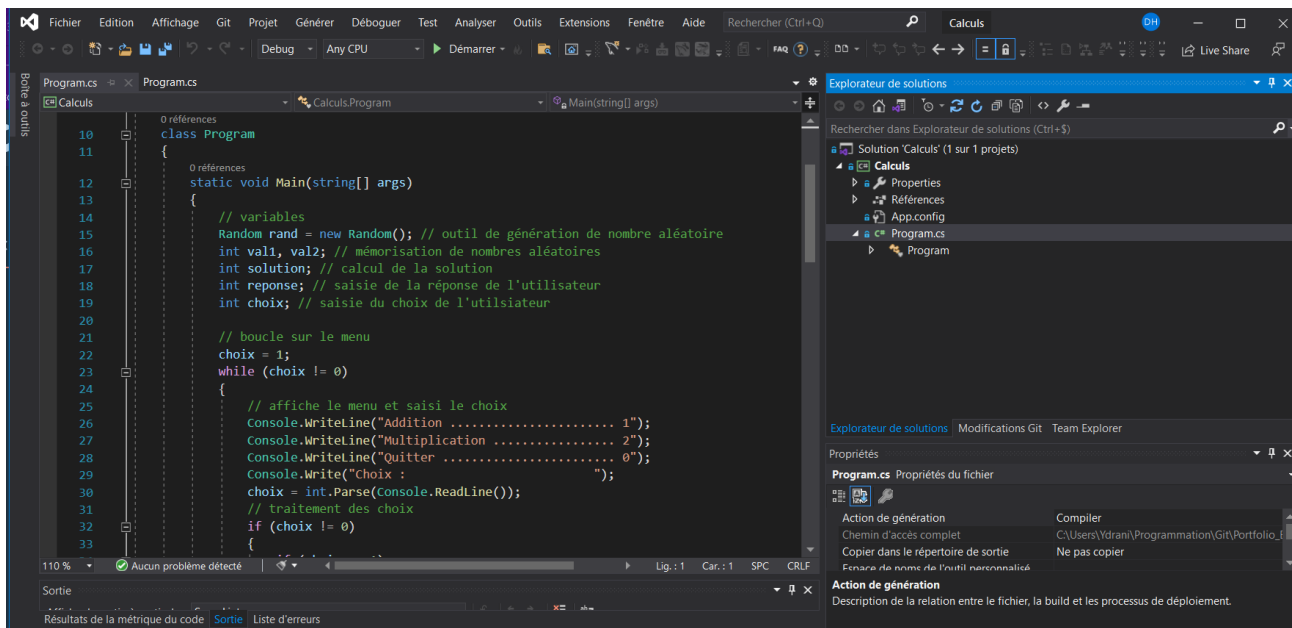 Fichier Edition Affichage Git Projet Générer Déboguer Test Analyser Outils Extensions Fenêtre Aide Rechercher (Ctrl+Q) Calculs DH
Debug Any CPU Démarrer FAQ Live Share
Boîte à outils
Program.cs Program.cs
C# Calculs Calculs.Program Main(string[] args)
0 références
10 class Program
11 {
0 références
12 static void Main(string[] args)
13 {
14 // variables
15 Random rand = new Random(); // outil de génération de nombre aléatoire
16 int val1, val2; // mémorisation de nombres aléatoires
17 int solution; // calcul de la solution
18 int reponse; // saisie de la réponse de l'utilisateur
19 int choix; // saisie du choix de l'utilsiateur
20
21 // boucle sur le menu
22 choix = 1;
23 while (choix != 0)
24 {
25 // affiche le menu et saisi le choix
26 Console.WriteLine("Addition ....................... 1");
27 Console.WriteLine("Multiplication ................. 2");
28 Console.WriteLine("Quitter ........................ 0");
29 Console.Write("Choix :                          ");
30 choix = int.Parse(Console.ReadLine());
31 // traitement des choix
32 if (choix != 0)
33 {
110 % Aucun problème détecté Lig. : 1 Car. : 1 SPC CRLF
Sortie
Résultats de la métrique du code Sortie Liste d'erreurs
Explorateur de solutions
Rechercher dans Explorateur de solutions (Ctrl+$)
Solution 'Calculs' (1 sur 1 projets)
C# Calculs
Properties
Références
App.config
C# Program.cs
Program
Explorateur de solutions Modifications Git Team Explorer
Propriétés
Program.cs Propriétés du fichier
Action de génération Compiler
Chemin d'accès complet C:\Users\Ydrani\Programmation\Git\Portfolio_
Copier dans le répertoire de sortie Ne pas copier
Espace de noms de l'outil personnalisé
Action de génération
Description de la relation entre le fichier, la build et les processus de déploiement.